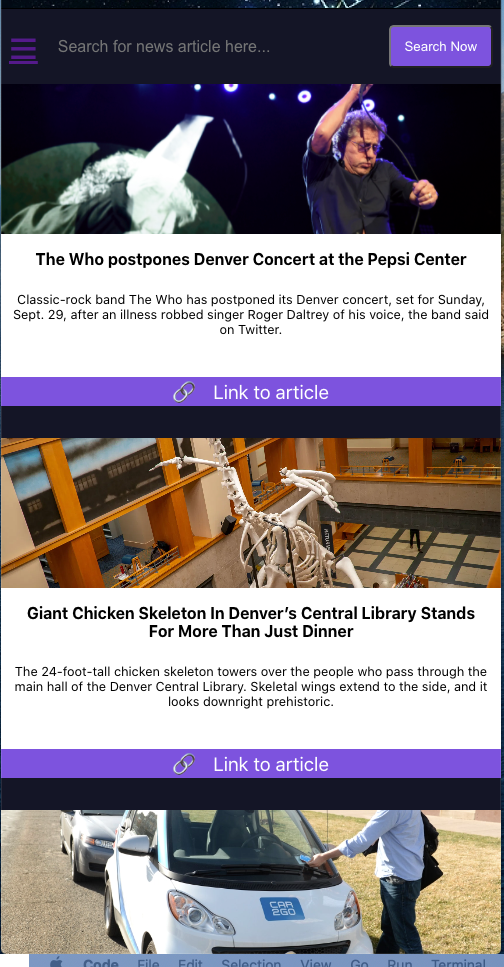 Search for news article here...
Search Now
The Who postpones Denver Concert at the Pepsi Center
Classic-rock band The Who has postponed its Denver concert, set for Sunday,
Sept. 29, after an illness robbed singer Roger Daltrey of his voice, the band said
on Twitter.
Link to article
Giant Chicken Skeleton In Denver’s Central Library Stands
For More Than Just Dinner
The 24-foot-tall chicken skeleton towers over the people who pass through the
main hall of the Denver Central Library. Skeletal wings extend to the side, and it
looks downright prehistoric.
Link to article
CAR
2GO
Code File Edit Selection View Go Run Terminal